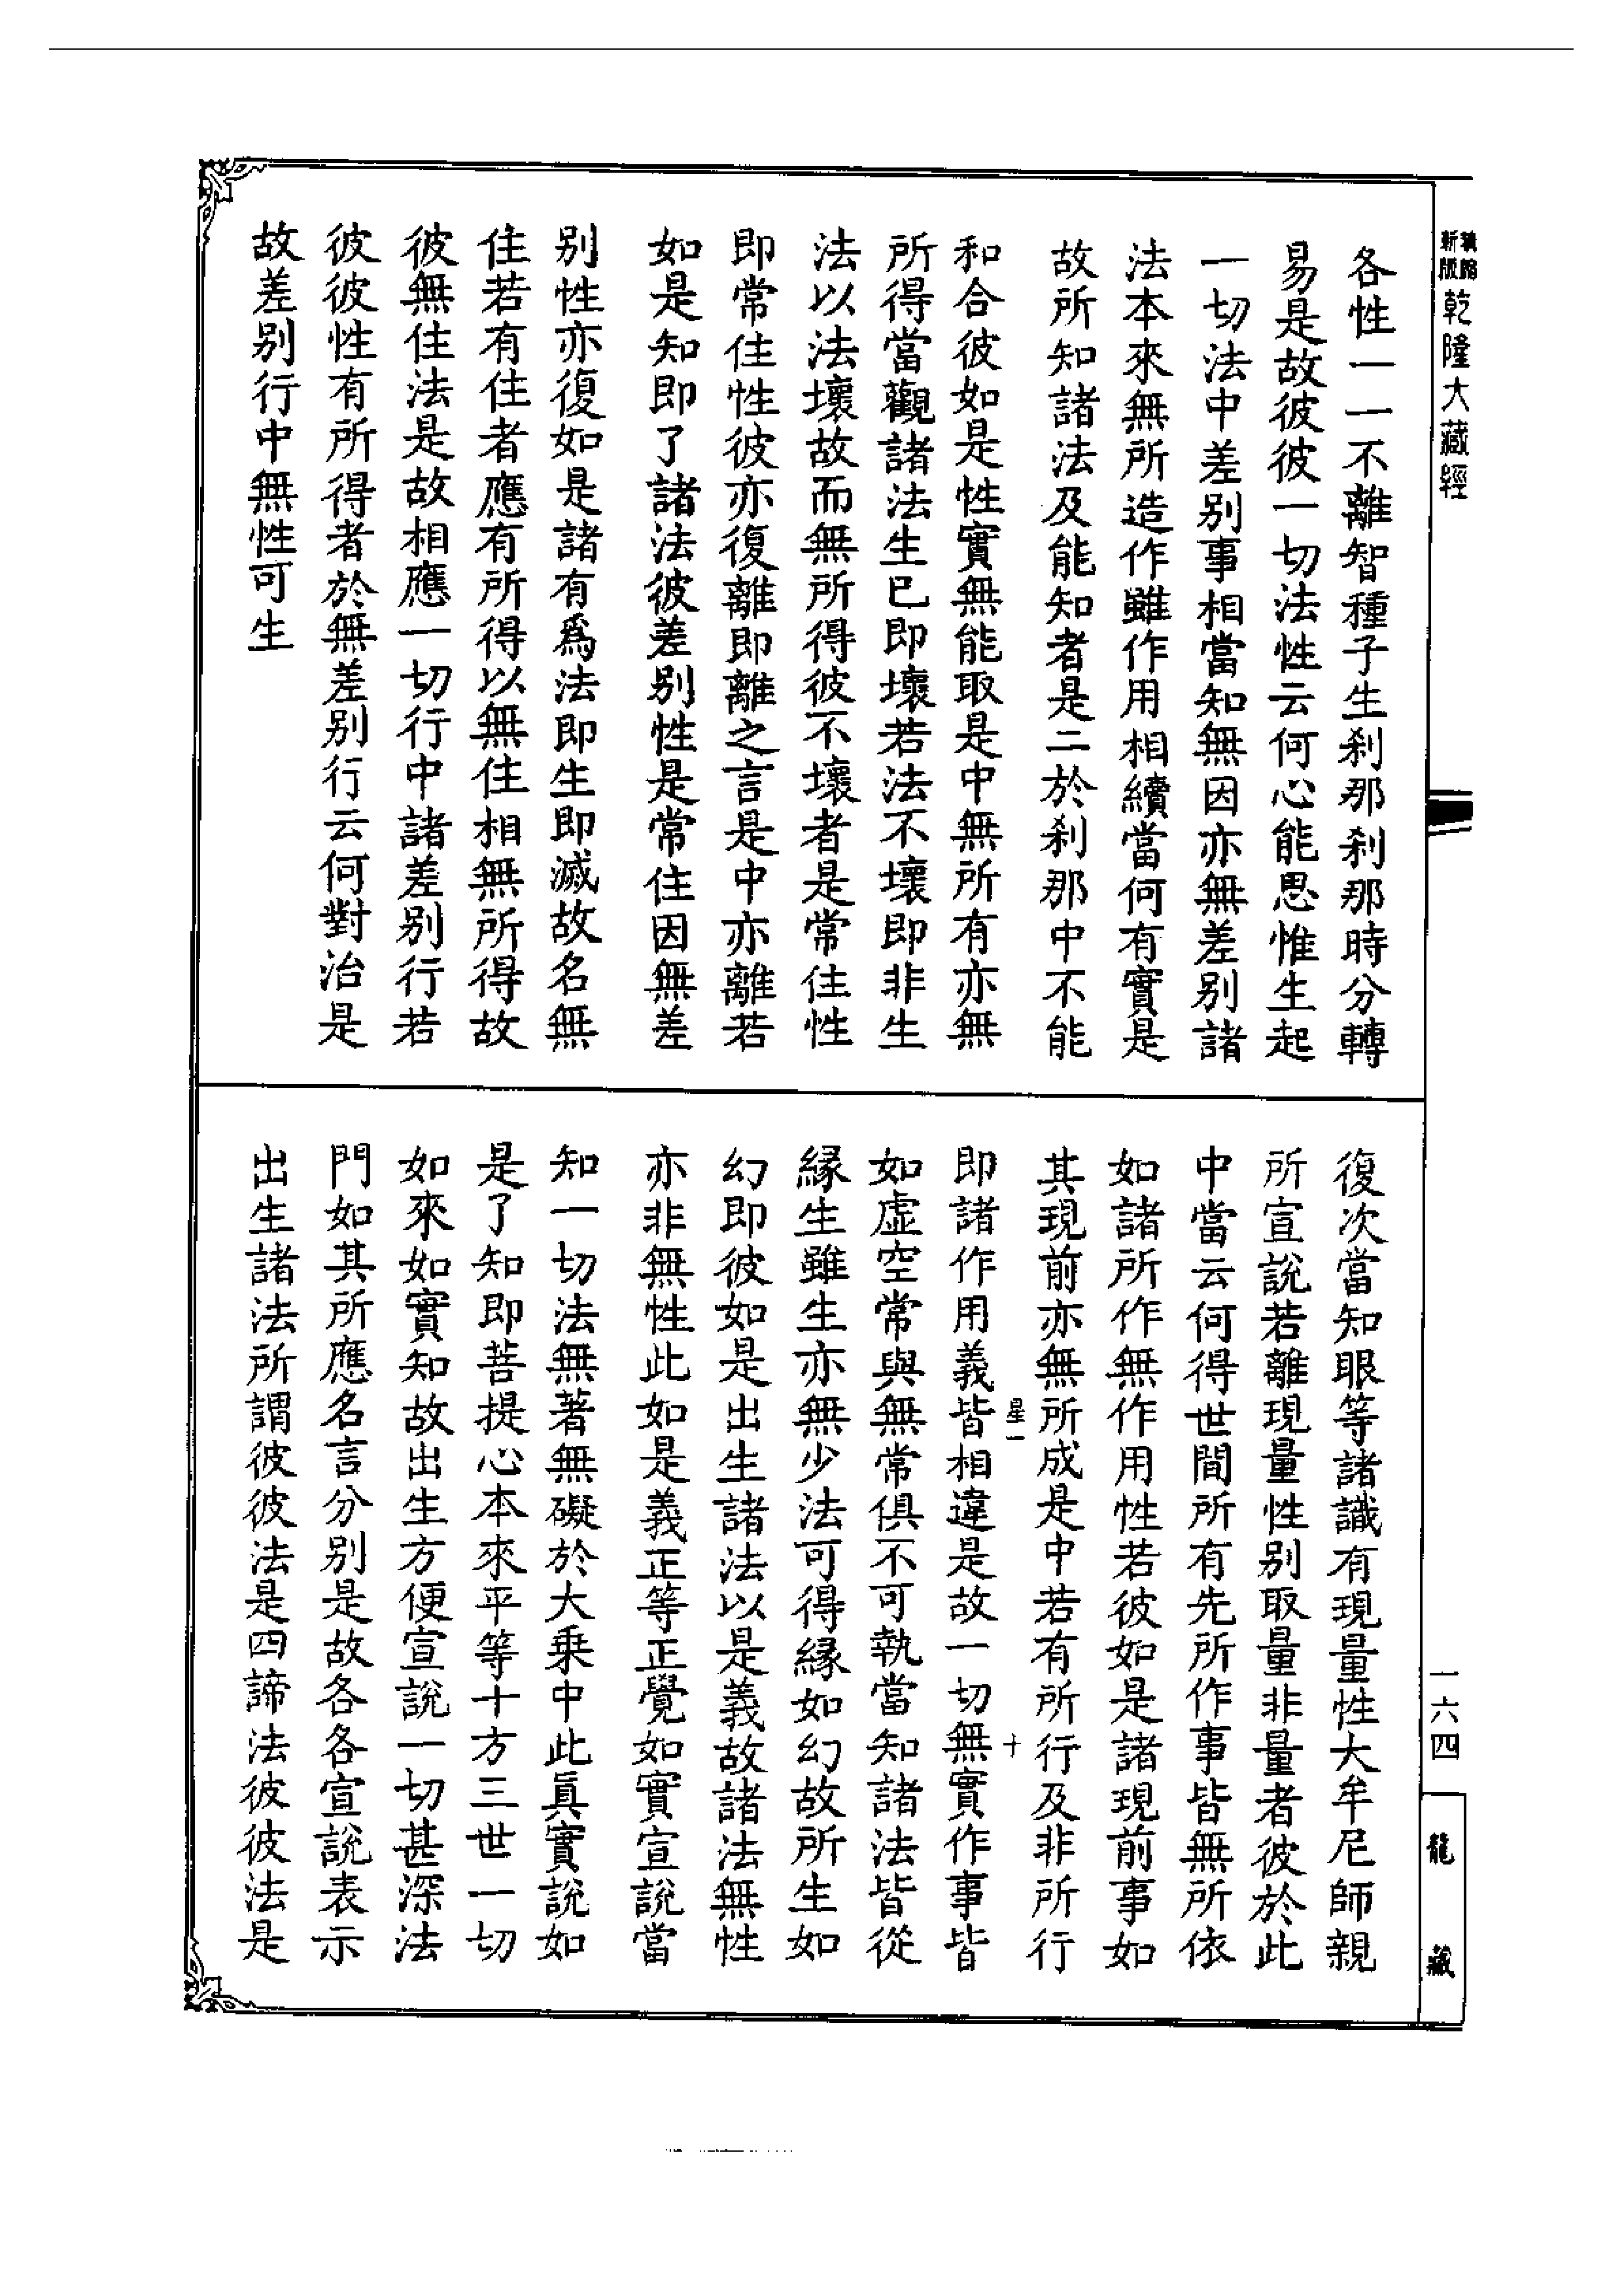 新版精縮
乾隆大藏經
各性一一不離智種子生刹那刹那時分轉
易是故彼彼一切法性云何心能思惟生起
一切法中差别事相當知無因亦無差别諸
法本來無所造作雖作用相續當何有實是
故所知諸法及能知者是二於刹那中不能
和合彼如是性實無能取是中無所有亦無
所得當觀諸法生已即壞若法不壞即非生
法以法壞故而無所得彼不壞者是常住性
即常住性彼亦復離即離之言是中亦離若
如是知即了諸法彼差别性是常住因無差
别性亦復如是諸有爲法即生即滅故名無
住若有住者應有所得以無住相無所得故
彼無住法是故相應一切行中諸差别行若
彼彼性有所得者於無差别行云何對治是
故差别行中無性可生
復次當知眼等諸識有現量性大牟尼師親
所宣說若離現量性别取量非量者彼於此
中當云何得世間所有先所作事皆無所依
如諸所作無作用性若彼如是諸現前事如
其現前亦無所成是中若有所行及非所行
星一
十
即諸作用義皆相違是故一切無實作事皆
如虛空常與無常俱不可執當知諸法皆從
緣生雖生亦無少法可得緣如幻故所生如
幻即彼如是出生諸法以是義故諸法無性
亦非無性此如是義正等正覺如實宣說當
知一切法無著無礙於大乘中此真實說如
是了知即菩提心本來平等十方三世一切
如來如實知故出生方便宣說一切甚深法
門如其所應名言分别是故各各宣說表示
出生諸法所謂彼彼法是四諦法彼彼法是
一六四
龍藏